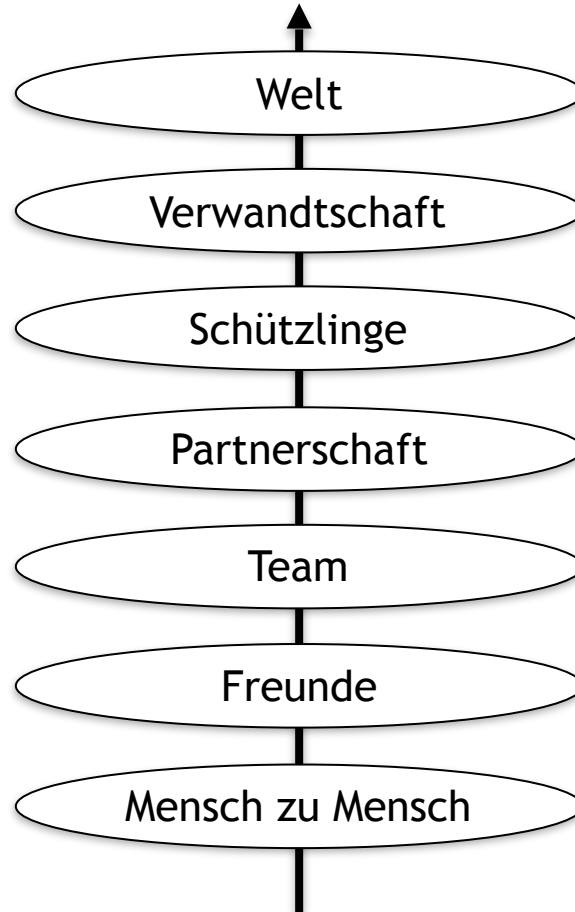 Welt
Verwandtschaft
Schützlinge
Partnerschaft
Team
Freunde
Mensch zu Mensch